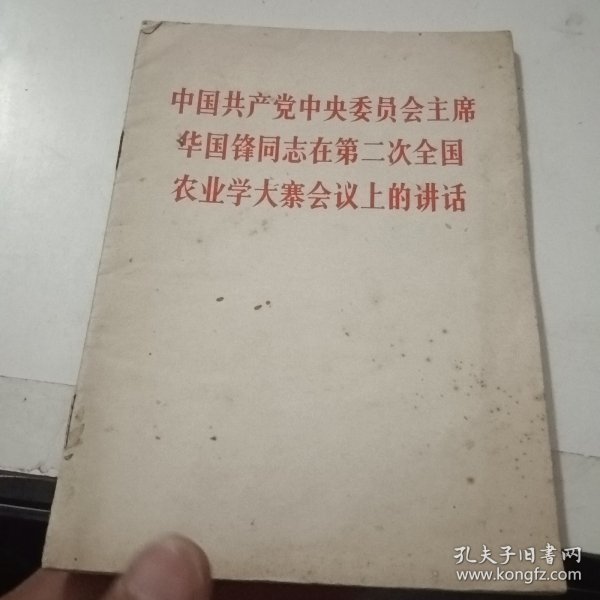 中国共产党中央委员会主席
华国锋同志在第二次全国
农业学大寨会议上的讲话
孔夫子旧书网
www.kongfz.com